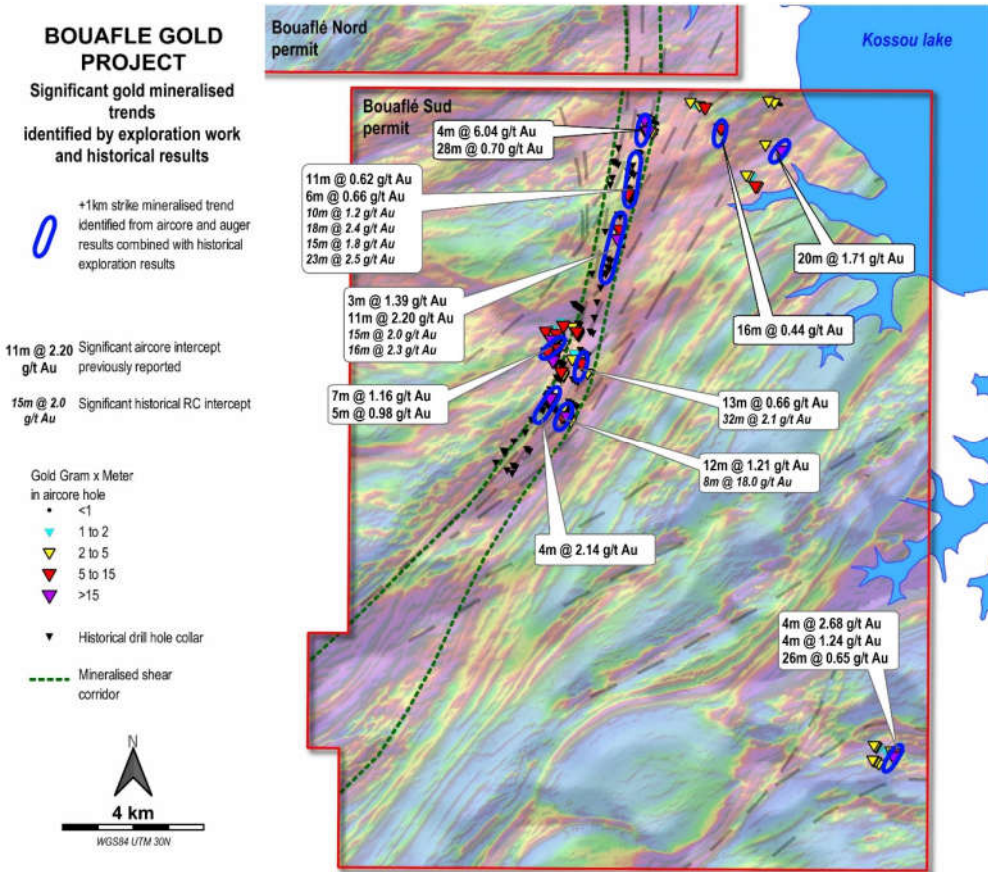 BOUAFLE GOLD
PROJECT
Significant gold mineralised
trends
identified by exploration work
and historical results
+1km strike mineralised trend
identified from aircore and auger
results combined with historical
exploration results
11m @ 2.20
g/t Au
Significant aircore intercept
previously reported
15m @ 2.0
g/t Au
Significant historical RC intercept
Gold Gram x Meter
in aircore hole
<1
1 to 2
2 to 5
5 to 15
>15
Historical drill hole collar
Mineralised shear
corridor
N
4 km
WGS84 UTM 30N
Bouaflé Nord
permit
Kossou lake
Bouaflé Sud
permit
4m @ 6.04 g/t Au
28m @ 0.70 g/t Au
11m @ 0.62 g/t Au
6m @ 0.66 g/t Au
10m @ 1.2 g/t Au
18m @ 2.4 g/t Au
15m @ 1.8 g/t Au
23m @ 2.5 g/t Au
20m @ 1.71 g/t Au
3m @ 1.39 g/t Au
11m @ 2.20 g/t Au
15m @ 2.0 g/t Au
16m @ 2.3 g/t Au
16m @ 0.44 g/t Au
7m @ 1.16 g/t Au
5m @ 0.98 g/t Au
13m @ 0.66 g/t Au
32m @ 2.1 g/t Au
12m @ 1.21 g/t Au
8m @ 18.0 g/t Au
4m @ 2.14 g/t Au
4m @ 2.68 g/t Au
4m @ 1.24 g/t Au
26m @ 0.65 g/t Au